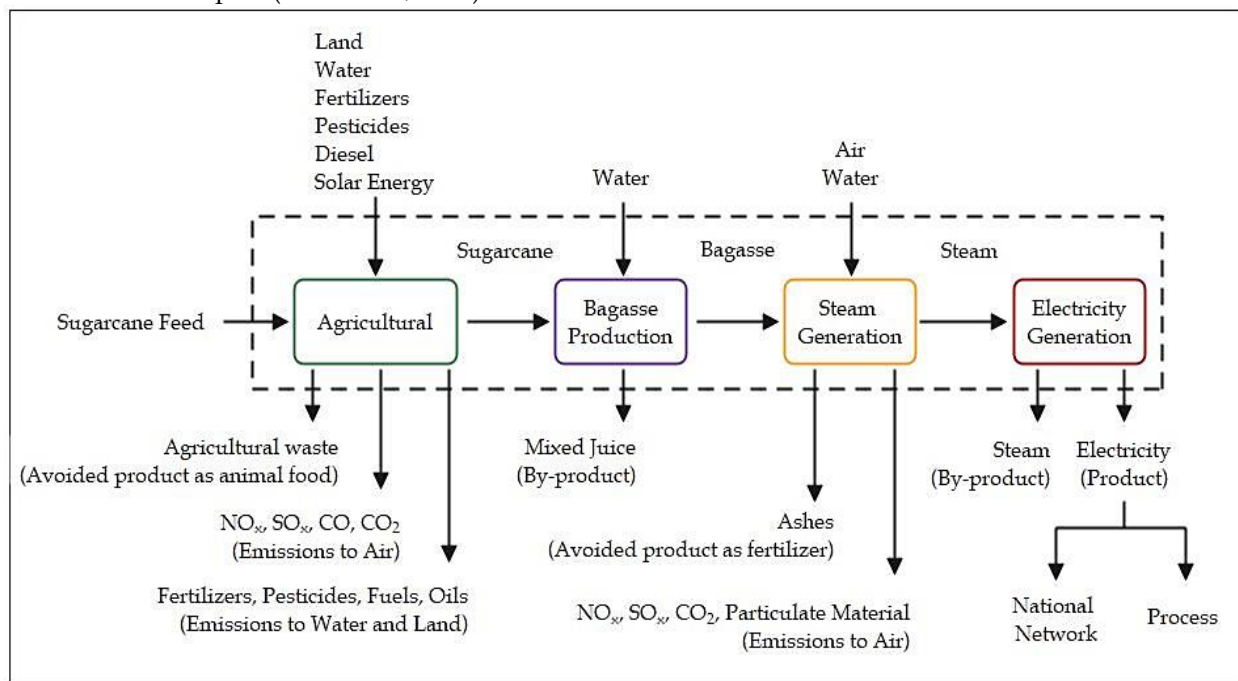 Land
Water
Fertilizers
Pesticides
Diesel
Solar Energy
Water
Air
Water
Sugarcane
Bagasse
Steam
Sugarcane Feed
Agricultural
Bagasse
Production
Steam
Generation
Electricity
Generation
Agricultural waste
(Avoided product as animal food)
Mixed Juice
(By-product)
Steam
(By-product)
Electricity
(Product)
NOₓ, SOₓ, CO, CO₂
(Emissions to Air)
Ashes
(Avoided product as fertilizer)
Fertilizers, Pesticides, Fuels, Oils
(Emissions to Water and Land)
NOₓ, SOₓ, CO₂, Particulate Material
(Emissions to Air)
National
Network
Process